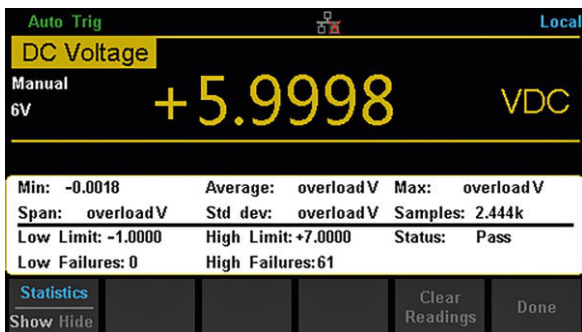 Auto Trig Local
DC Voltage
Manual
6V +5.9998 VDC
Min: -0.0018 Average: overload V Max: overload V
Span: overload V Std dev: overload V Samples: 2.444k
Low Limit: -1.0000 High Limit: +7.0000 Status: Pass
Low Failures: 0 High Failures: 61
Statistics Clear
Show Hide Readings Done